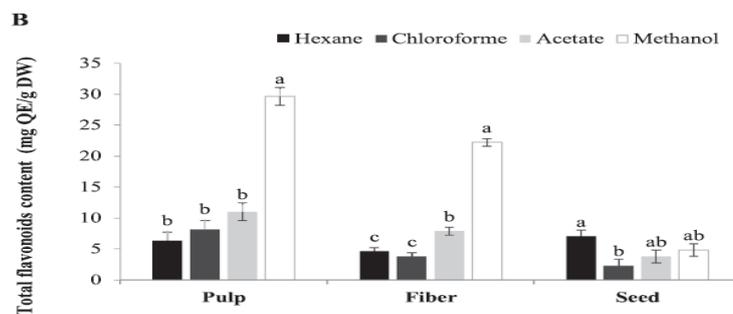 B
Hexane Chloroforme Acetate Methanol
Total flavonoids content (mg QE/g DW)
35
30
25
20
15
10
5
0
b b b a
c c b a
a b ab ab
Pulp Fiber Seed